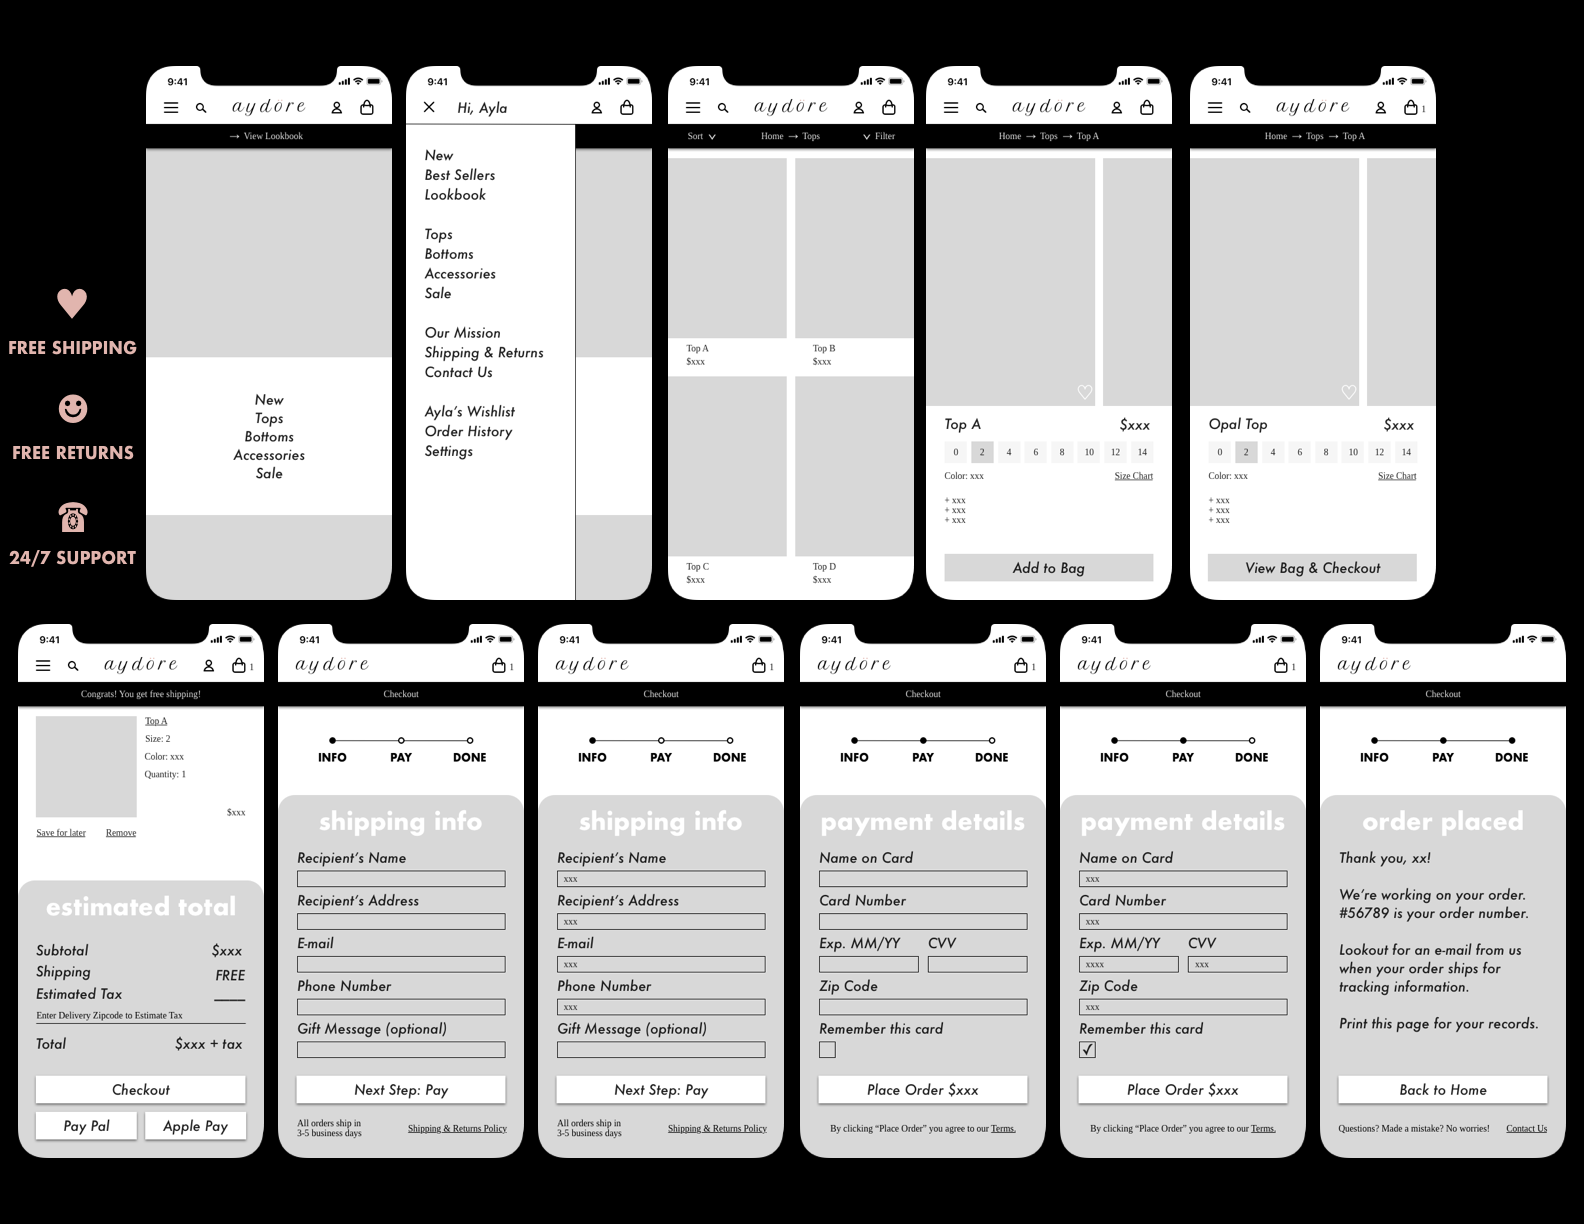 FREE SHIPPING
FREE RETURNS
24/7 SUPPORT
9:41
aydore
→ View Lookbook
New
Tops
Bottoms
Accessories
Sale
9:41
Hi, Ayla
New
Best Sellers
Lookbook
Tops
Bottoms
Accessories
Sale
Our Mission
Shipping & Returns
Contact Us
Ayla's Wishlist
Order History
Settings
9:41
aydore
Sort Home → Tops Filter
Top A Top B
$xxx $xxx
Top C Top D
$xxx $xxx
9:41
aydore
Home → Tops → Top A
Top A $xxx
0 2 4 6 8 10 12 14
Color: xxx Size Chart
+ xxx
+ xxx
+ xxx
Add to Bag
9:41
aydore 1
Home → Tops → Top A
Opal Top $xxx
0 2 4 6 8 10 12 14
Color: xxx Size Chart
+ xxx
+ xxx
+ xxx
View Bag & Checkout
9:41
aydore 1
Congrats! You get free shipping!
Top A
Size: 2
Color: xxx
Quantity: 1
$xxx
Save for later Remove
estimated total
Subtotal $xxx
Shipping FREE
Estimated Tax
Enter Delivery Zipcode to Estimate Tax
Total $xxx + tax
Checkout
Pay Pal Apple Pay
9:41
aydore 1
Checkout
INFO PAY DONE
shipping info
Recipient's Name
Recipient's Address
E-mail
Phone Number
Gift Message (optional)
Next Step: Pay
All orders ship in
3-5 business days Shipping & Returns Policy
9:41
aydore 1
Checkout
INFO PAY DONE
shipping info
Recipient's Name
xxx
Recipient's Address
xxx
E-mail
xxx
Phone Number
xxx
Gift Message (optional)
Next Step: Pay
All orders ship in
3-5 business days Shipping & Returns Policy
9:41
aydore 1
Checkout
INFO PAY DONE
payment details
Name on Card
Card Number
Exp. MM/YY CVV
Zip Code
Remember this card
Place Order $xxx
By clicking “Place Order” you agree to our Terms.
9:41
aydore 1
Checkout
INFO PAY DONE
payment details
Name on Card
xxx
Card Number
xxx
Exp. MM/YY CVV
xxxx xxx
Zip Code
xxx
Remember this card
✓
Place Order $xxx
By clicking “Place Order” you agree to our Terms.
9:41
aydore
Checkout
INFO PAY DONE
order placed
Thank you, xx!
We're working on your order.
#56789 is your order number.
Lookout for an e-mail from us
when your order ships for
tracking information.
Print this page for your records.
Back to Home
Questions? Made a mistake? No worries! Contact Us